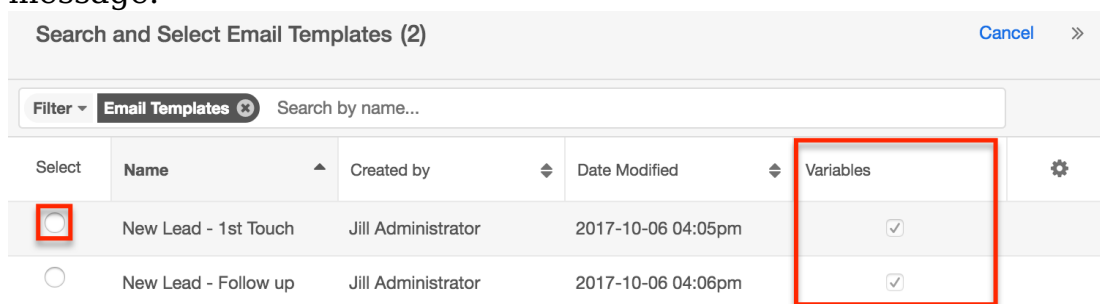 message.
Search and Select Email Templates (2) Cancel »
Filter Email Templates Search by name...
Select Name Created by Date Modified Variables
New Lead - 1st Touch Jill Administrator 2017-10-06 04:05pm
New Lead - Follow up Jill Administrator 2017-10-06 04:06pm